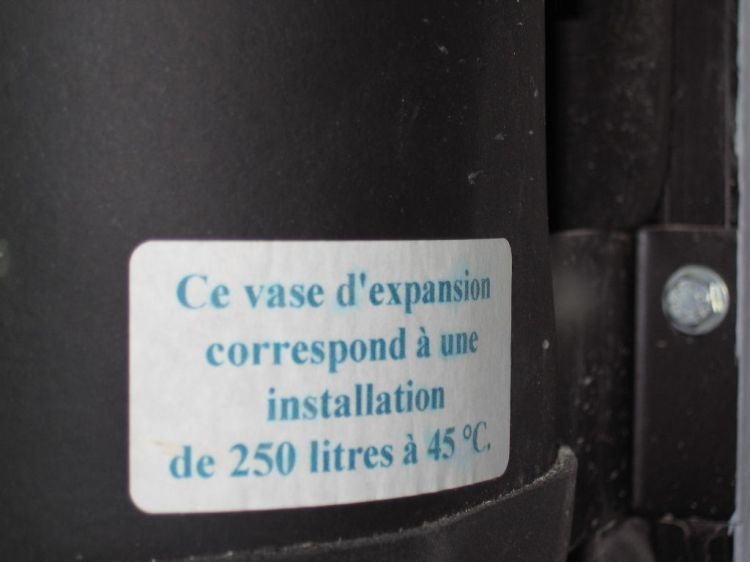 Ce vase d'expansion
correspond à une
installation
de 250 litres à 45 °C.